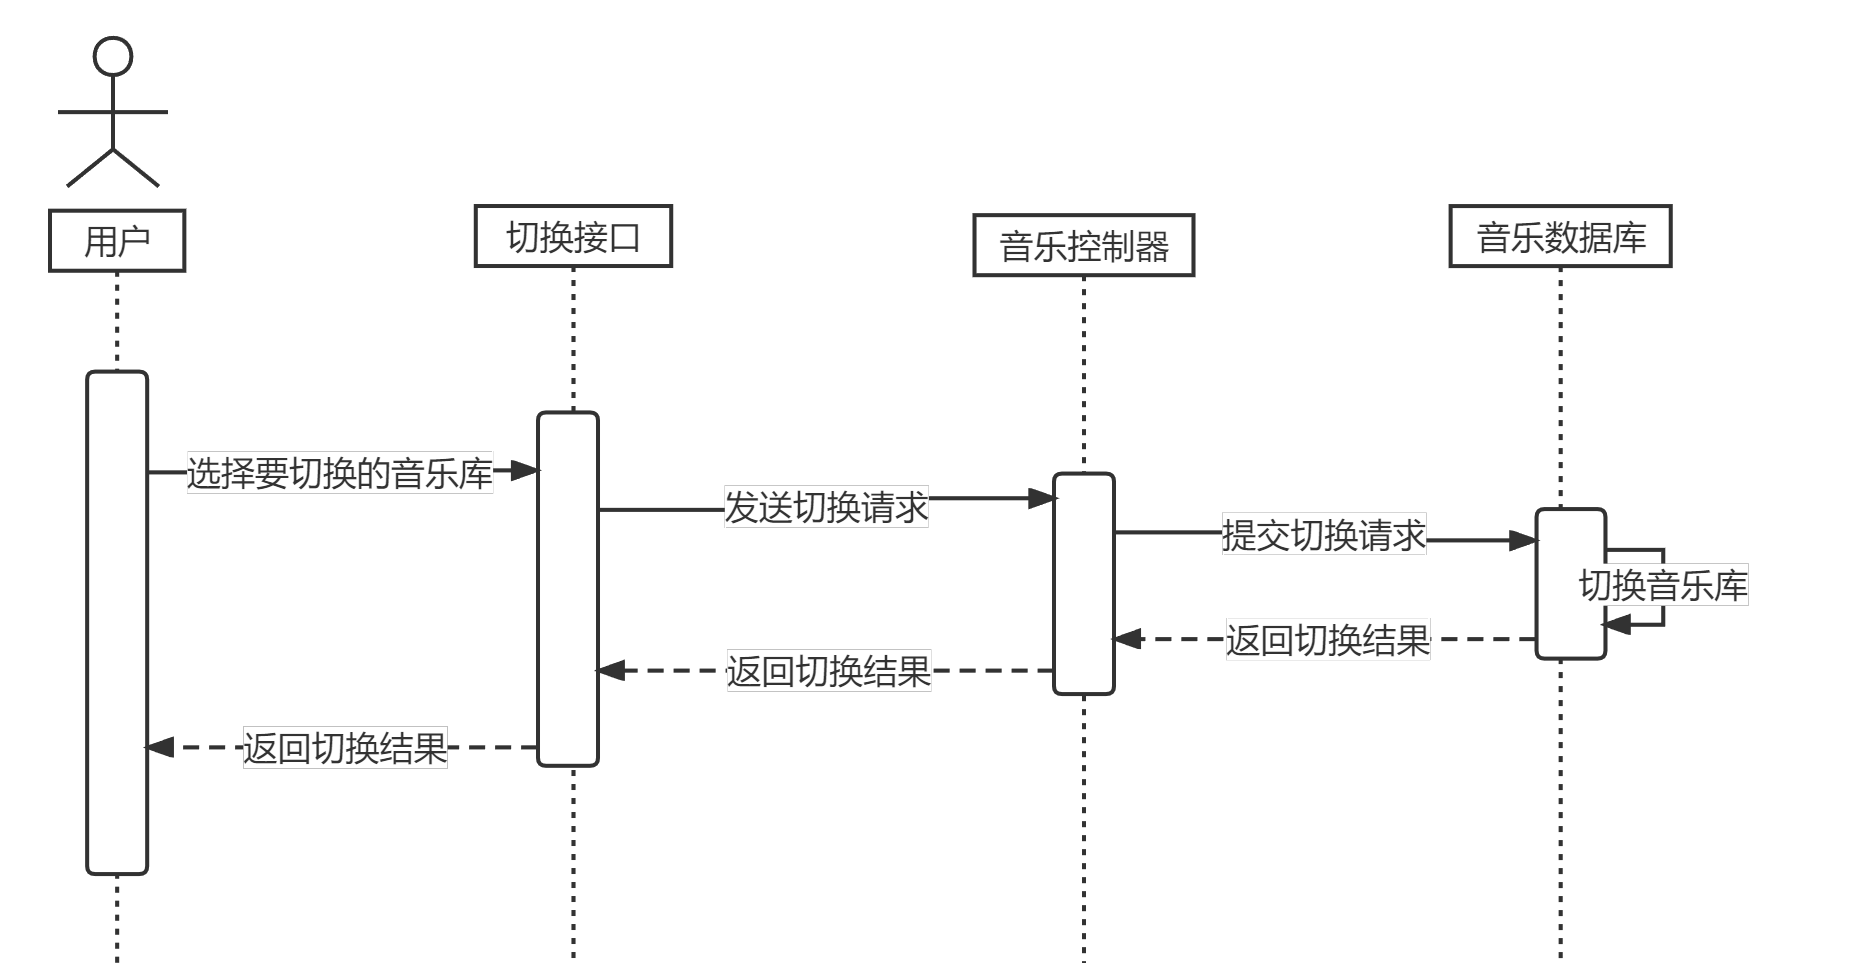 用户
切换接口
音乐控制器
音乐数据库
选择要切换的音乐库
发送切换请求
提交切换请求
切换音乐库
返回切换结果
返回切换结果
返回切换结果